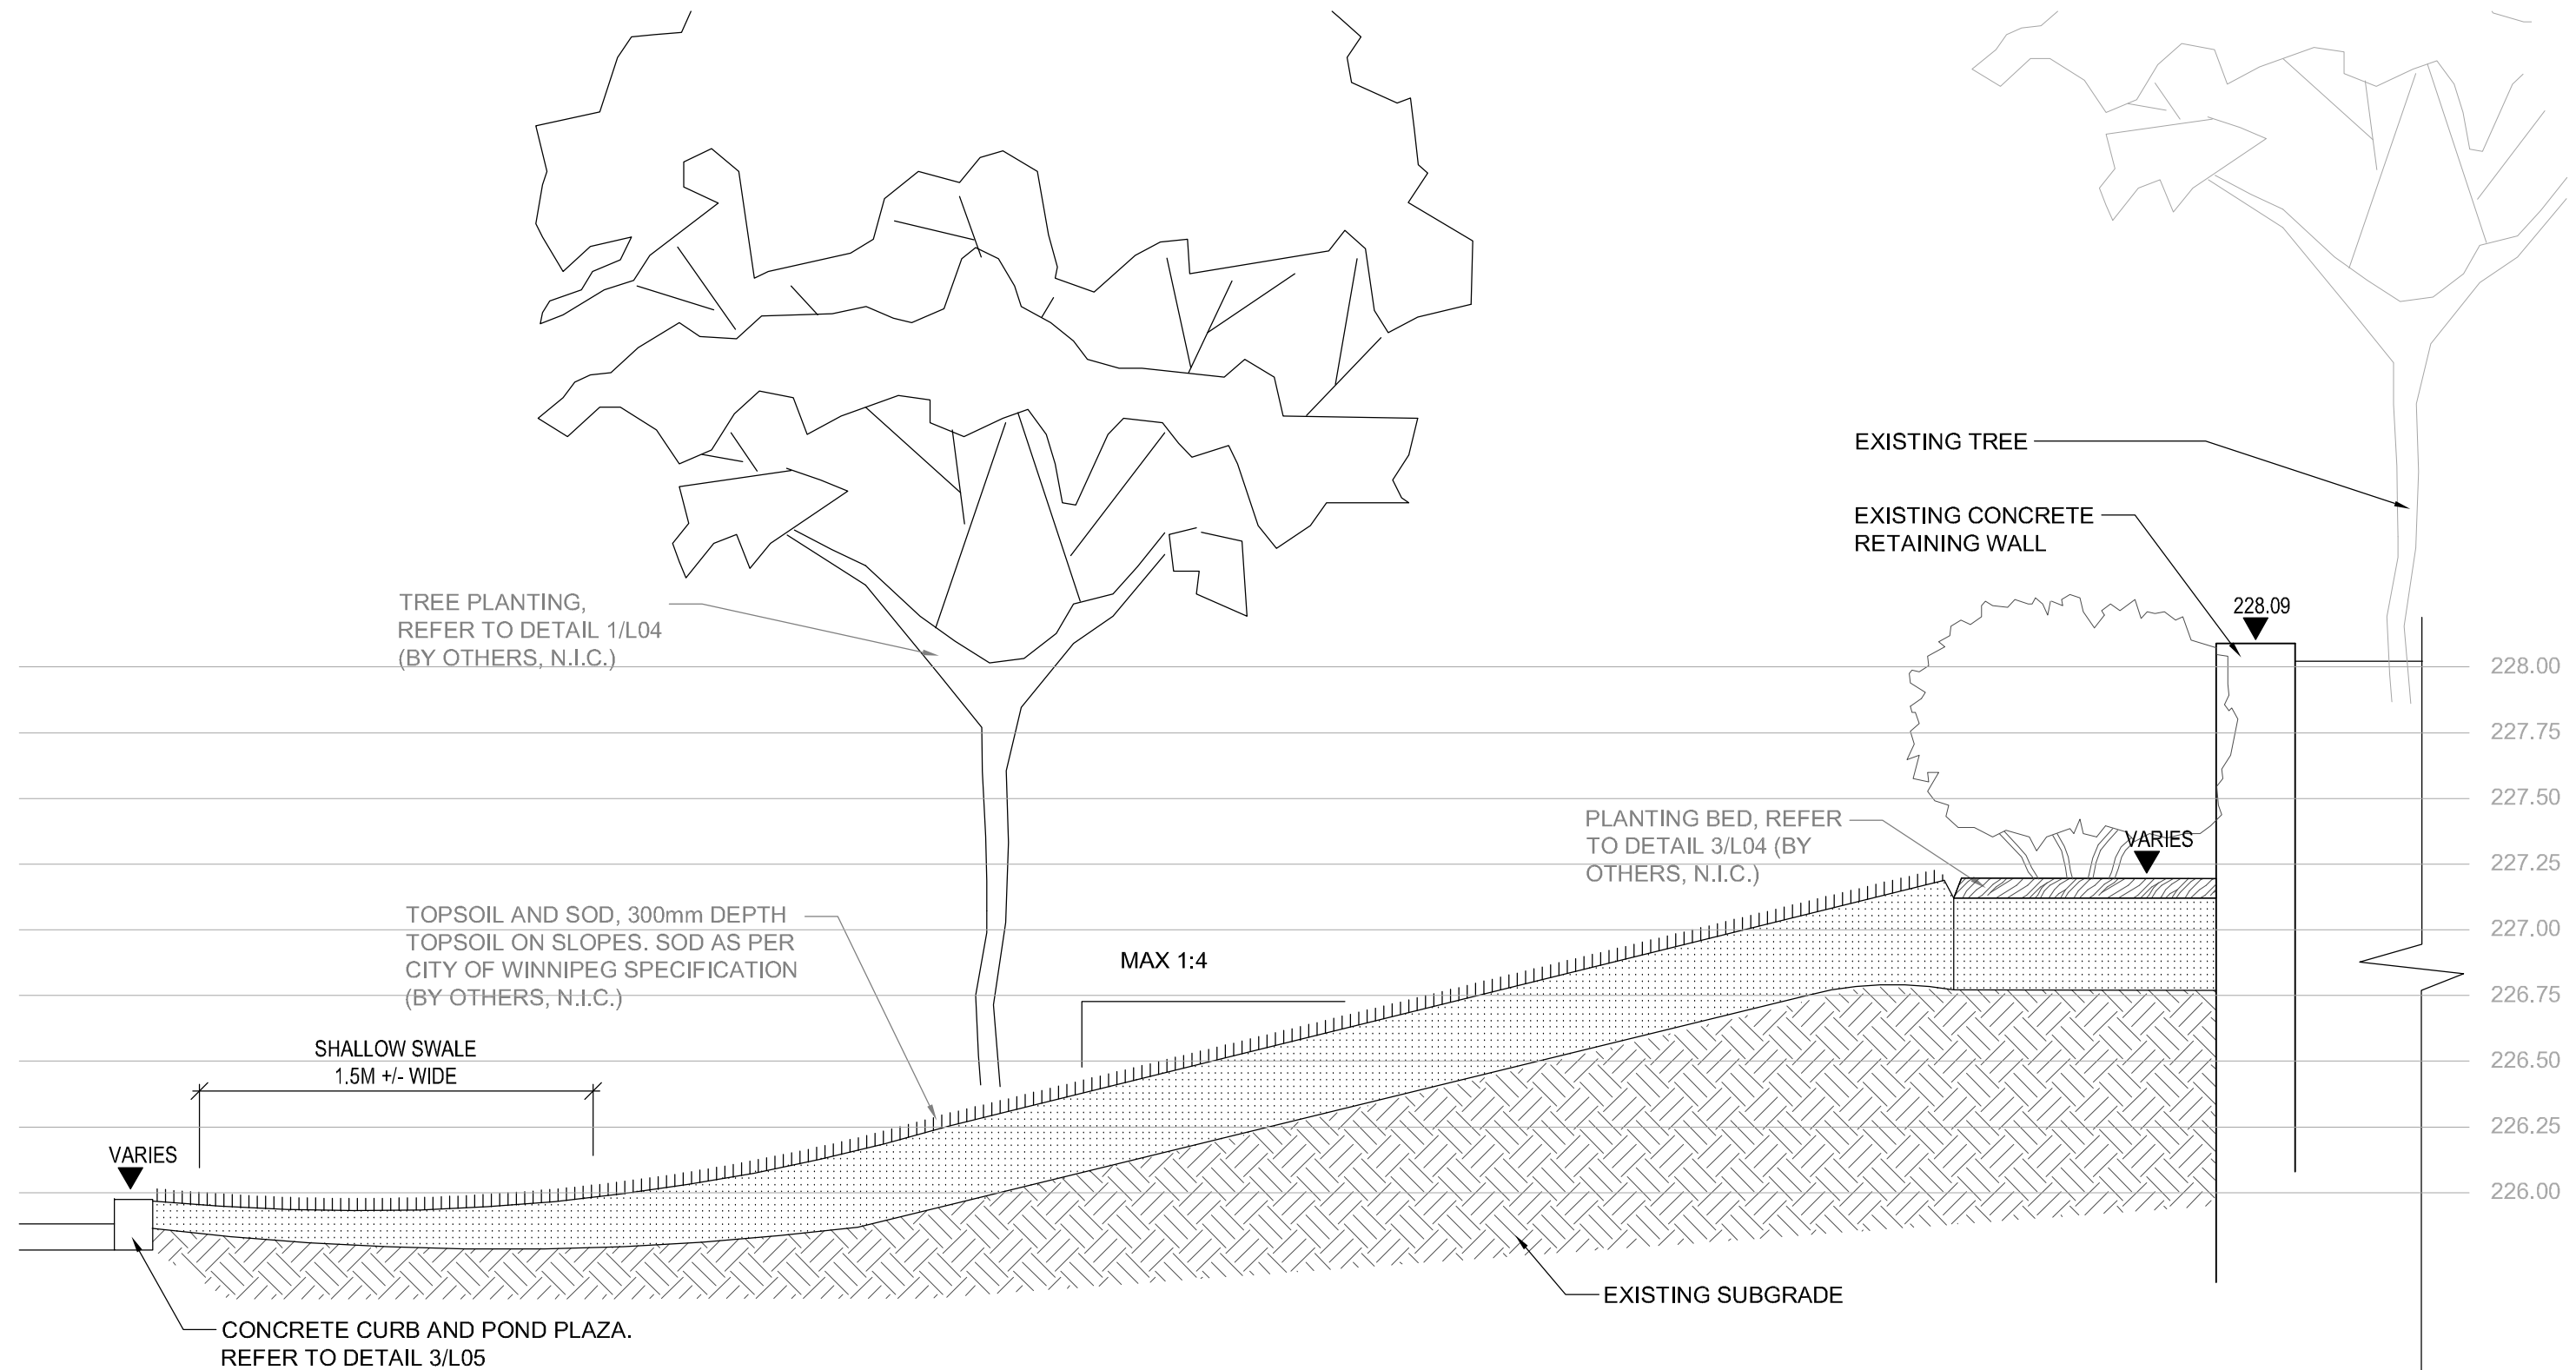 EXISTING TREE
EXISTING CONCRETE
RETAINING WALL
TREE PLANTING,
REFER TO DETAIL 1/L04
(BY OTHERS, N.I.C.)
228.09
228.00
227.75
227.50
PLANTING BED, REFER
TO DETAIL 3/L04 (BY
OTHERS, N.I.C.)
VARIES
227.25
TOPSOIL AND SOD, 300mm DEPTH
TOPSOIL ON SLOPES. SOD AS PER
CITY OF WINNIPEG SPECIFICATION
(BY OTHERS, N.I.C.)
227.00
MAX 1:4
226.75
SHALLOW SWALE
1.5M +/- WIDE
226.50
226.25
VARIES
226.00
EXISTING SUBGRADE
CONCRETE CURB AND POND PLAZA.
REFER TO DETAIL 3/L05